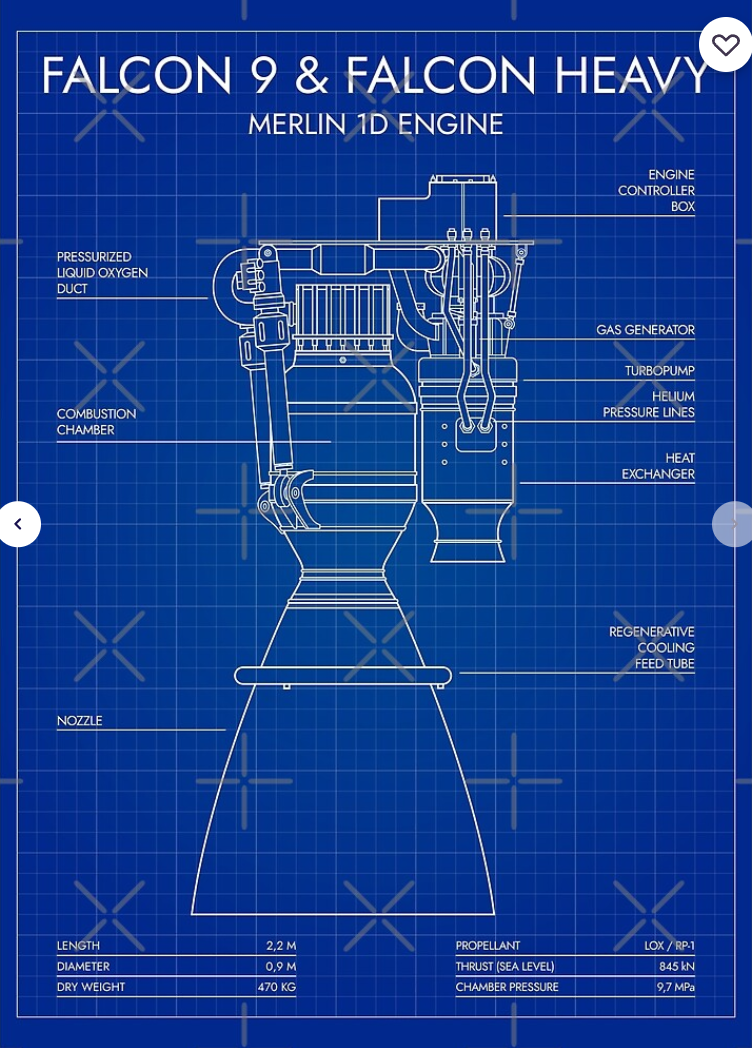 FALCON 9 & FALCON HEAVY
MERLIN 1D ENGINE
ENGINE
CONTROLLER
BOX
PRESSURIZED
LIQUID OXYGEN
DUCT
GAS GENERATOR
TURBOPUMP
HELIUM
PRESSURE LINES
COMBUSTION
CHAMBER
HEAT
EXCHANGER
REGENERATIVE
COOLING
FEED TUBE
NOZZLE
LENGTH 2,2 M
DIAMETER 0,9 M
DRY WEIGHT 470 KG
PROPELLANT LOX / RP-1
THRUST (SEA LEVEL) 845 kN
CHAMBER PRESSURE 9,7 MPa